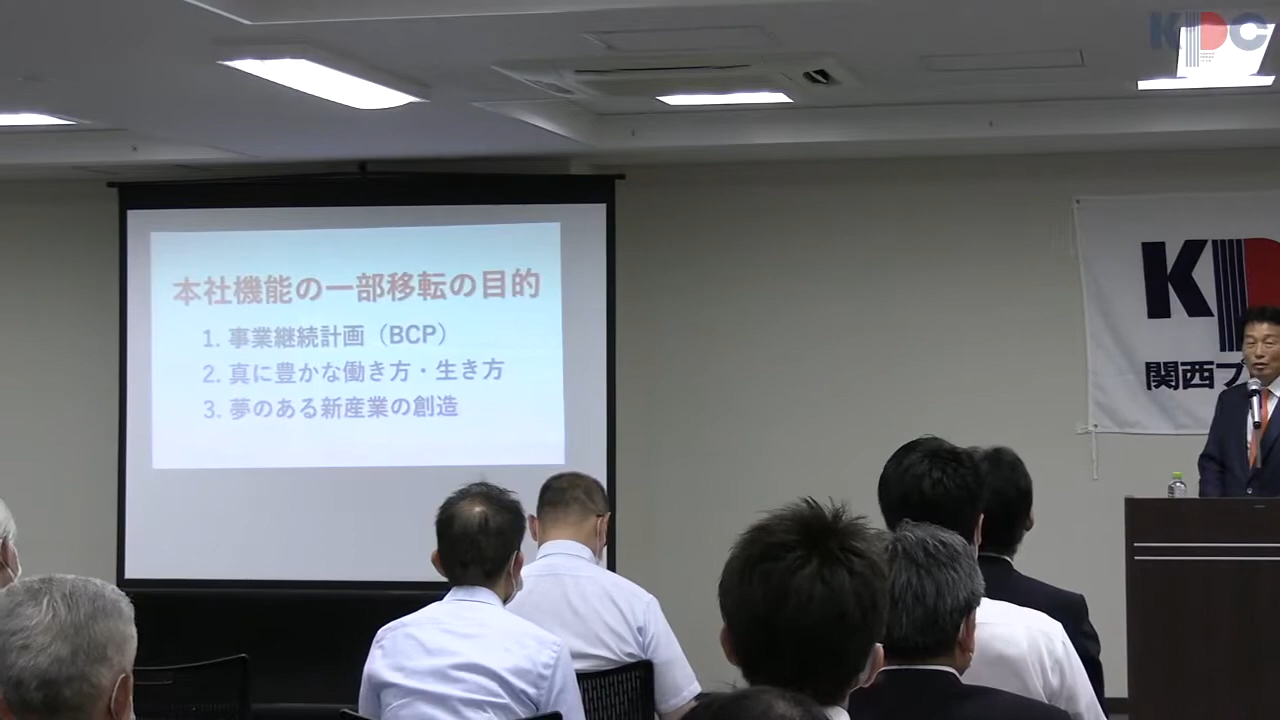 KPC
本社機能の一部移転の目的
1. 事業継続計画（BCP）
2. 真に豊かな働き方・生き方
3. 夢のある新産業の創造
関西プ